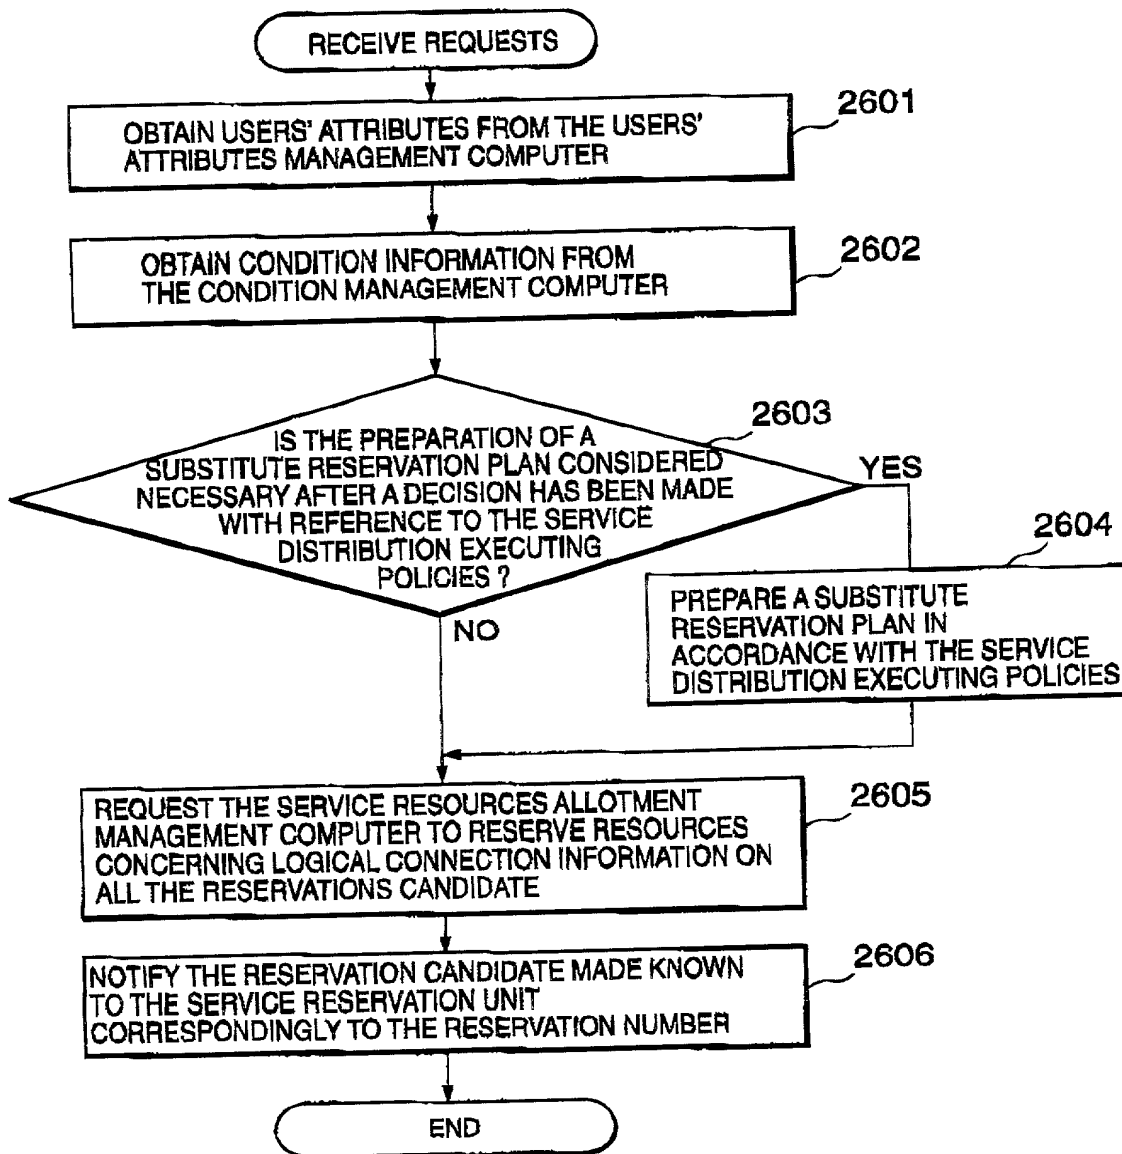 RECEIVE REQUESTS
2601
OBTAIN USERS' ATTRIBUTES FROM THE USERS'
ATTRIBUTES MANAGEMENT COMPUTER
2602
OBTAIN CONDITION INFORMATION FROM
THE CONDITION MANAGEMENT COMPUTER
2603
IS THE PREPARATION OF A
SUBSTITUTE RESERVATION PLAN CONSIDERED
NECESSARY AFTER A DECISION HAS BEEN MADE
WITH REFERENCE TO THE SERVICE
DISTRIBUTION EXECUTING
POLICIES ?
YES
NO
2604
PREPARE A SUBSTITUTE
RESERVATION PLAN IN
ACCORDANCE WITH THE SERVICE
DISTRIBUTION EXECUTING POLICIES
2605
REQUEST THE SERVICE RESOURCES ALLOTMENT
MANAGEMENT COMPUTER TO RESERVE RESOURCES
CONCERNING LOGICAL CONNECTION INFORMATION ON
ALL THE RESERVATIONS CANDIDATE
2606
NOTIFY THE RESERVATION CANDIDATE MADE KNOWN
TO THE SERVICE RESERVATION UNIT
CORRESPONDINGLY TO THE RESERVATION NUMBER
END